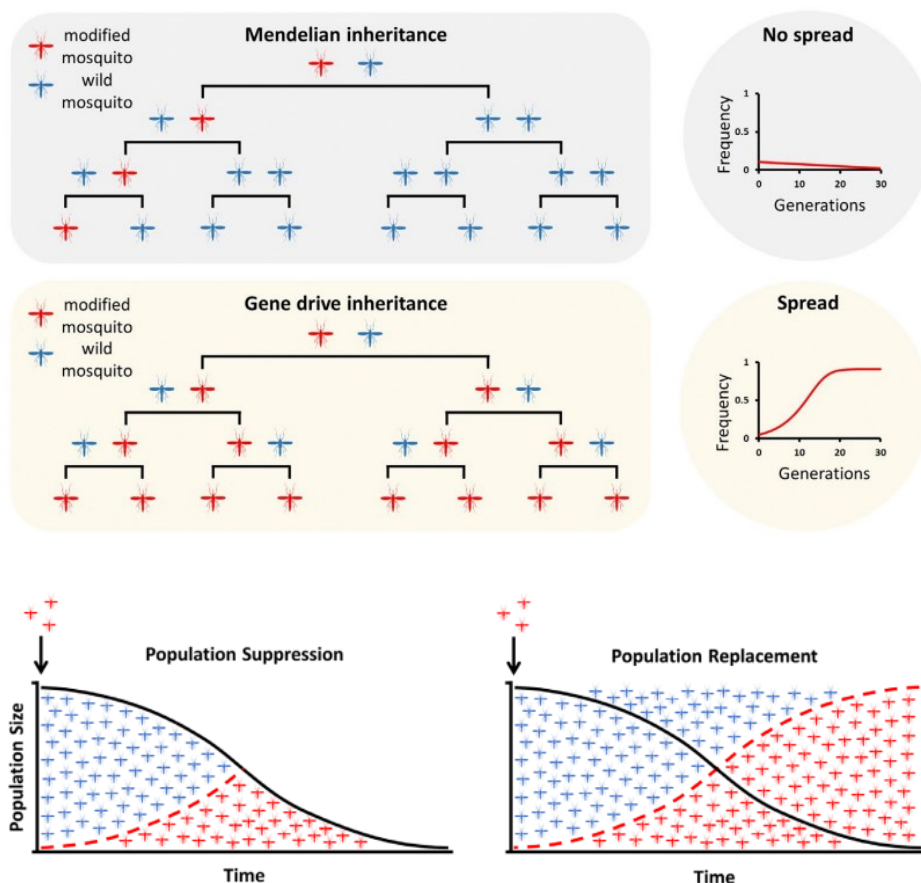 Mendelian inheritance
modified
mosquito
wild
mosquito
No spread
Frequency
1
0.5
0
0
10
20
30
Generations
Gene drive inheritance
modified
mosquito
wild
mosquito
Spread
Frequency
1
0.5
0
0
10
20
30
Generations
Population Suppression
Population Size
Time
Population Replacement
Time